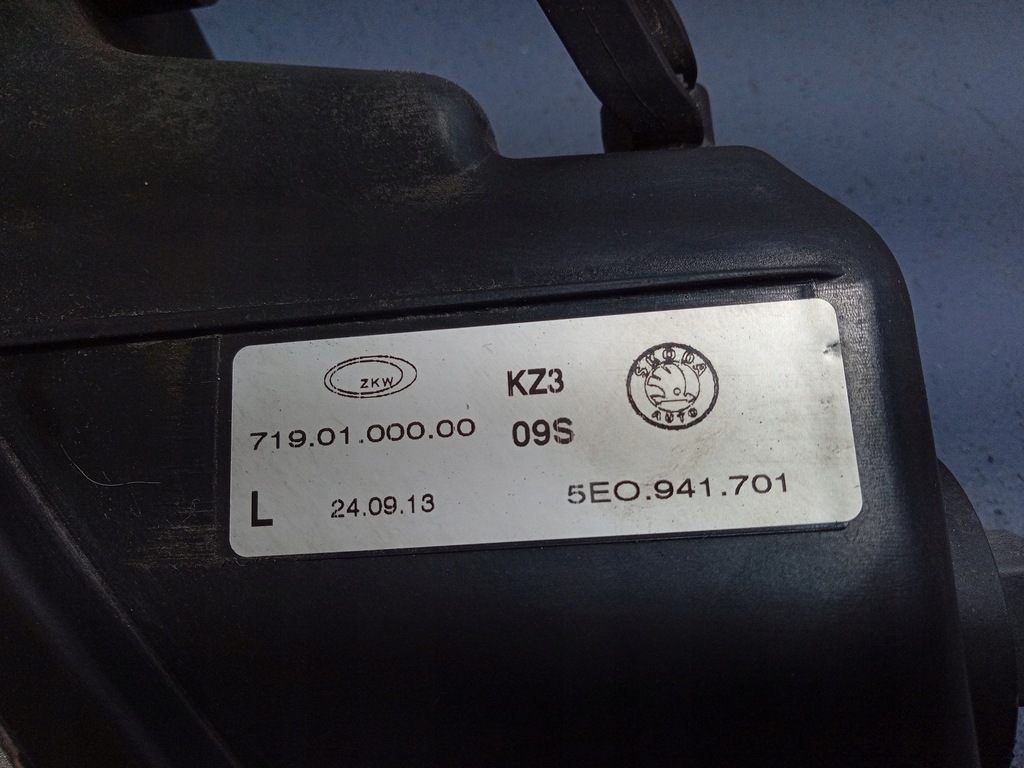 ZKW
KZ3
SKODA
AUTO
719.01.000.00
09S
L
24.09.13
5E0.941.701